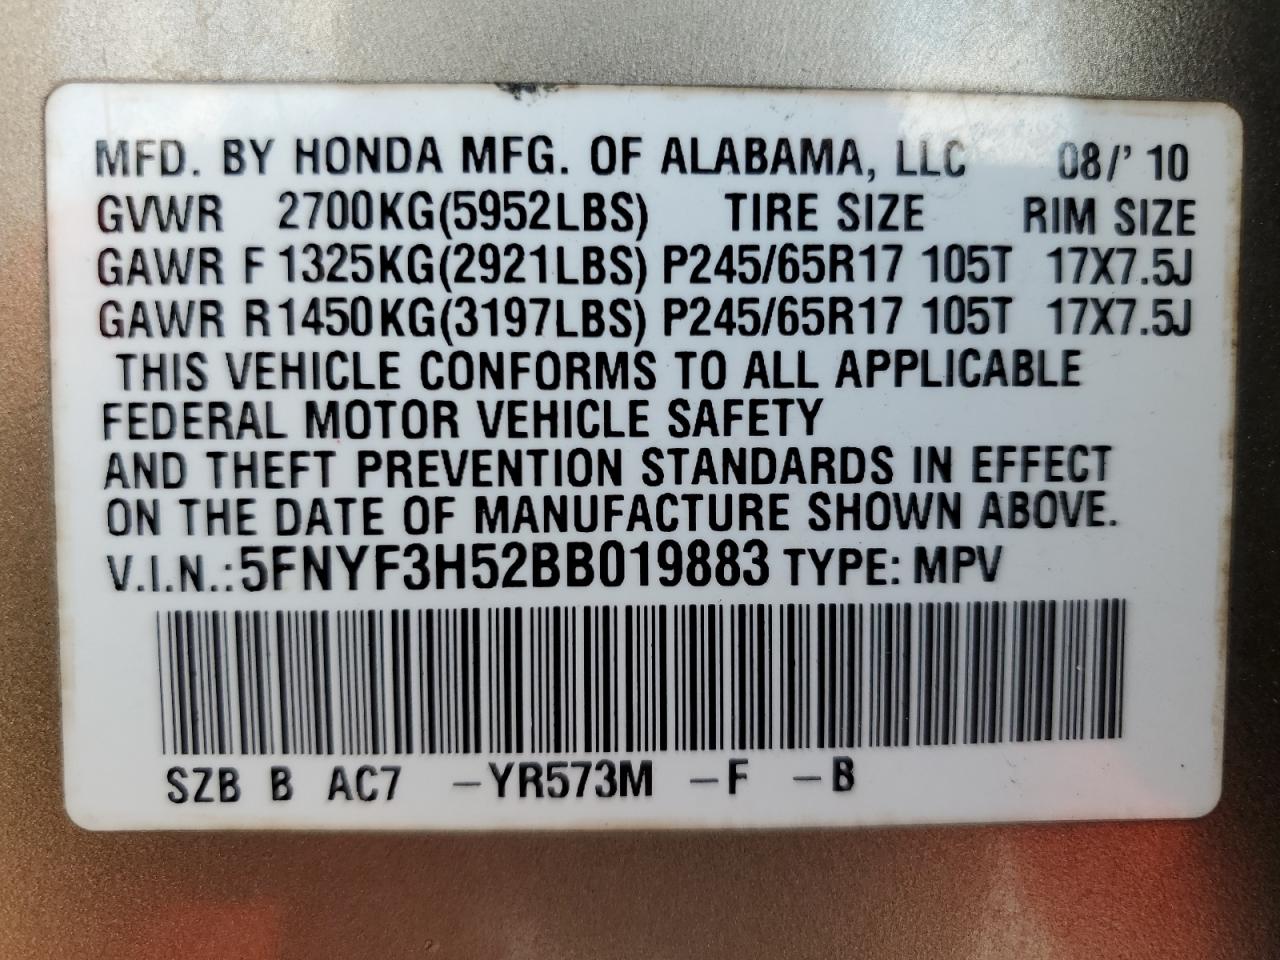 MFD. BY HONDA MFG. OF ALABAMA, LLC 08/' 10
GVWR 2700KG(5952LBS) TIRE SIZE RIM SIZE
GAWR F 1325KG(2921LBS) P245/65R17 105T 17X7.5J
GAWR R1450KG(3197LBS) P245/65R17 105T 17X7.5J
THIS VEHICLE CONFORMS TO ALL APPLICABLE
FEDERAL MOTOR VEHICLE SAFETY
AND THEFT PREVENTION STANDARDS IN EFFECT
ON THE DATE OF MANUFACTURE SHOWN ABOVE.
V.I.N.:5FNYF3H52BB019883 TYPE: MPV
SZB B AC7 –YR573M –F –B